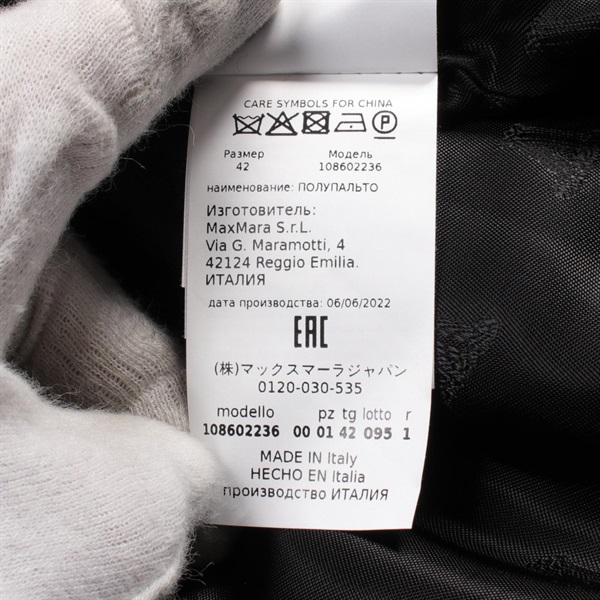 CARE SYMBOLS FOR CHINA
P
Размер Модель
42 108602236
наименование: ПОЛУПАЛЬТО
Изготовитель:
MaxMara S.r.L.
Via G. Maramotti, 4
42124 Reggio Emilia.
ИТАЛИЯ
дата производства: 06/06/2022
EAC
(株)マックスマーラジャパン
0120-030-535
modello pz tg lotto r
108602236 00 01 42 095 1
MADE IN Italy
HECHO EN Italia
производство ИТАЛИЯ